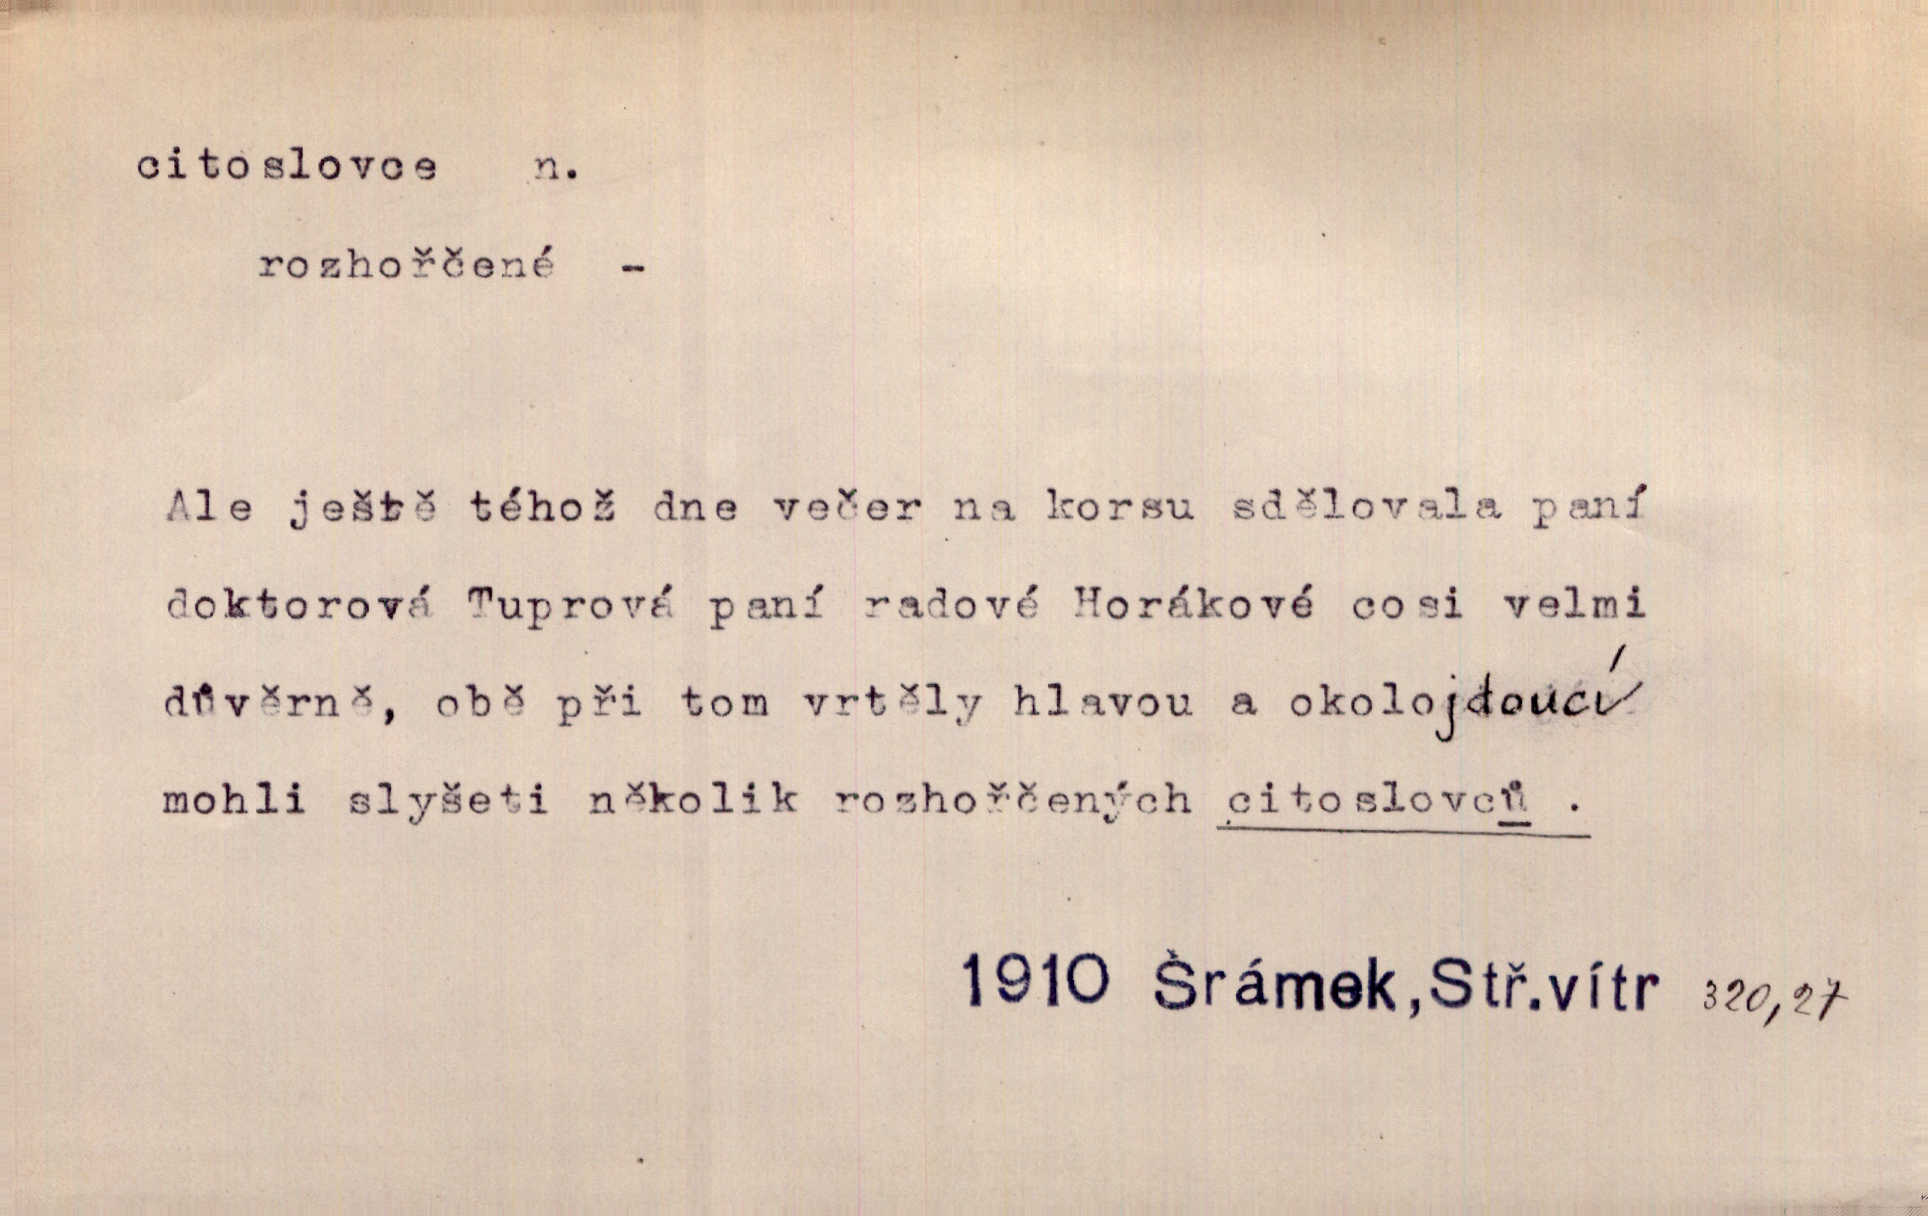 citoslovce n.
rozhořčené -
Ale ještě téhož dne večer na korsu sdělovala paní
doktorová Tuprová paní radové Horákové cosi velmi
důvěrně, obě při tom vrtěly hlavou a okolojdoucí
mohli slyšeti několik rozhořčených citoslovců .
1910 Šrámek,Stř.vítr 320,27